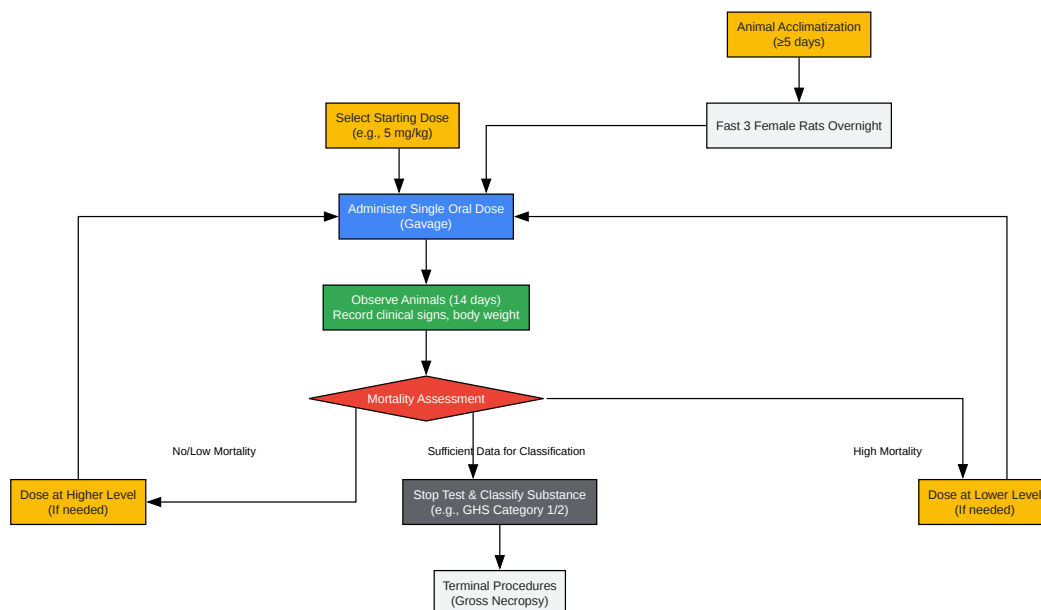 Animal Acclimatization
(≥5 days)
Select Starting Dose
(e.g., 5 mg/kg)
Fast 3 Female Rats Overnight
Administer Single Oral Dose
(Gavage)
Observe Animals (14 days)
Record clinical signs, body weight
Mortality Assessment
No/Low Mortality
Sufficient Data for Classification
High Mortality
Dose at Higher Level
(If needed)
Stop Test & Classify Substance
(e.g., GHS Category 1/2)
Dose at Lower Level
(If needed)
Terminal Procedures
(Gross Necropsy)